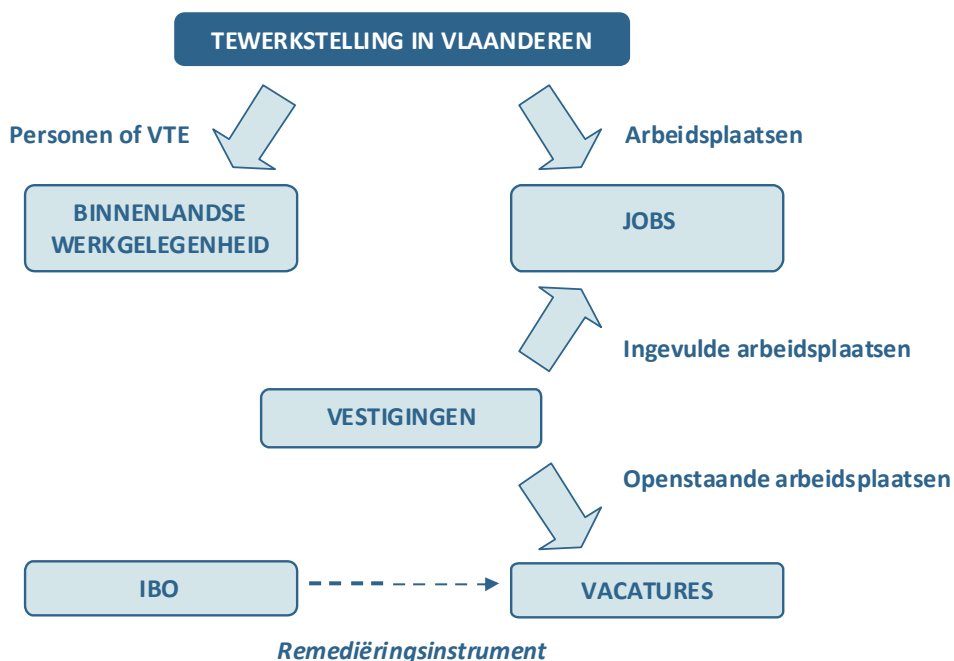 TEWERKSTELLING IN VLAANDEREN
Personen of VTE
Arbeidsplaatsen
BINNENLANDSE
WERKGELEGENHEID
JOBS
Ingevulde arbeidsplaatsen
VESTIGINGEN
Openstaande arbeidsplaatsen
IBO
VACATURES
Remediëringsinstrument